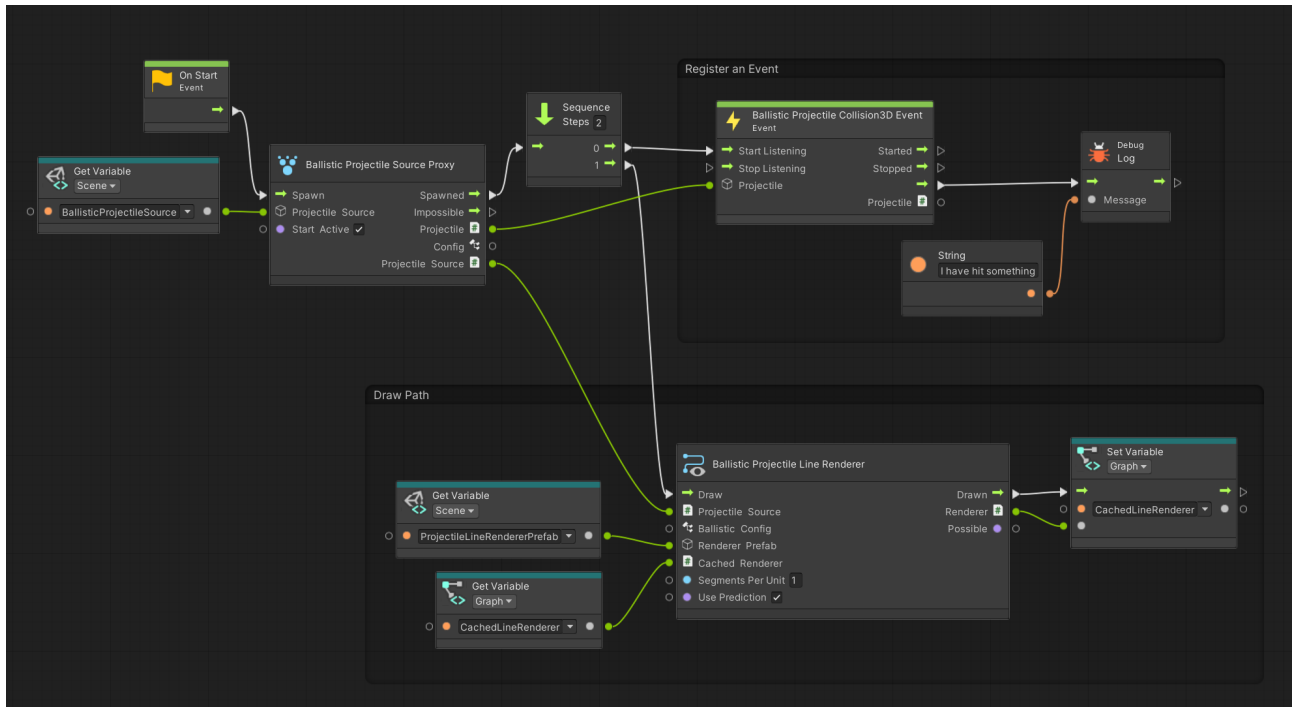 Register an Event
On Start
Event
Get Variable
Scene
BallisticProjectileSource
Ballistic Projectile Source Proxy
Spawn
Spawned
Projectile Source
Impossible
Start Active
Projectile
Config
Projectile Source
Sequence
Steps 2
0
1
Ballistic Projectile Collision3D Event
Event
Start Listening
Started
Stop Listening
Stopped
Projectile
Projectile
Debug
Log
Message
String
I have hit something
Draw Path
Get Variable
Scene
ProjectileLineRendererPrefab
Get Variable
Graph
CachedLineRenderer
Ballistic Projectile Line Renderer
Draw
Drawn
Projectile Source
Renderer
Ballistic Config
Possible
Renderer Prefab
Cached Renderer
Segments Per Unit 1
Use Prediction
Set Variable
Graph
CachedLineRenderer